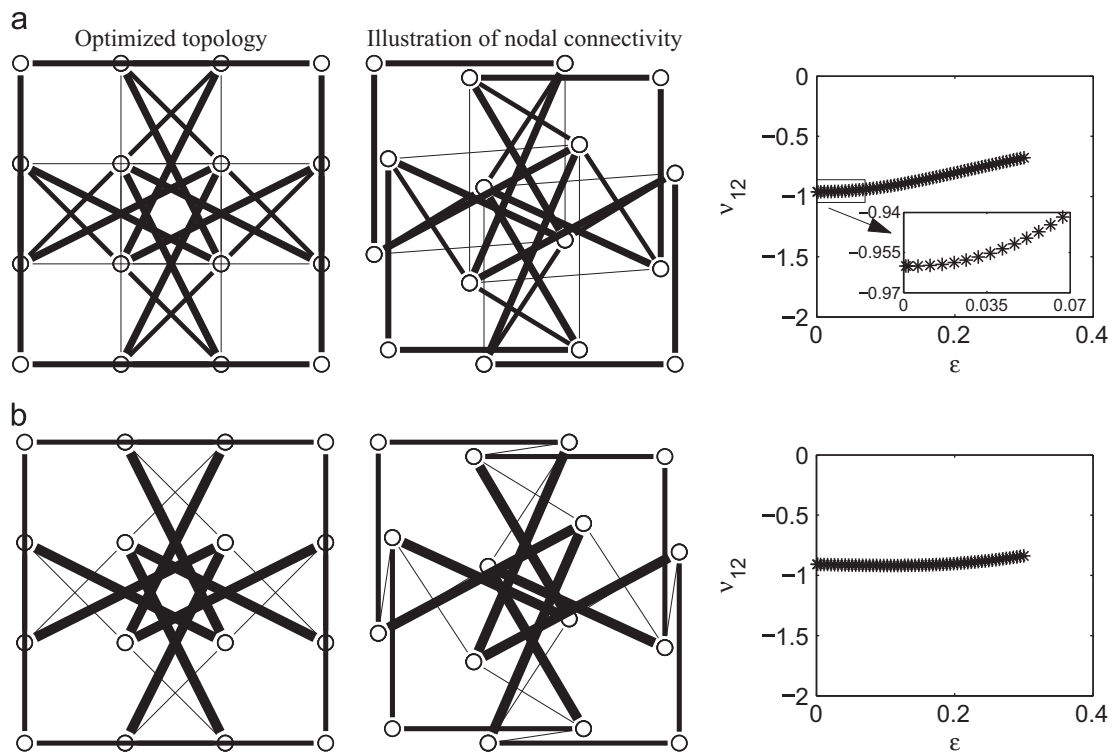 a
Optimized topology
Illustration of nodal connectivity
0
−0.5
−1
−1.5
−2
ν12
−0.94
−0.955
−0.97
0 0.035 0.07
0 0.2 0.4
ε
b
0
−0.5
−1
−1.5
−2
ν12
0 0.2 0.4
ε